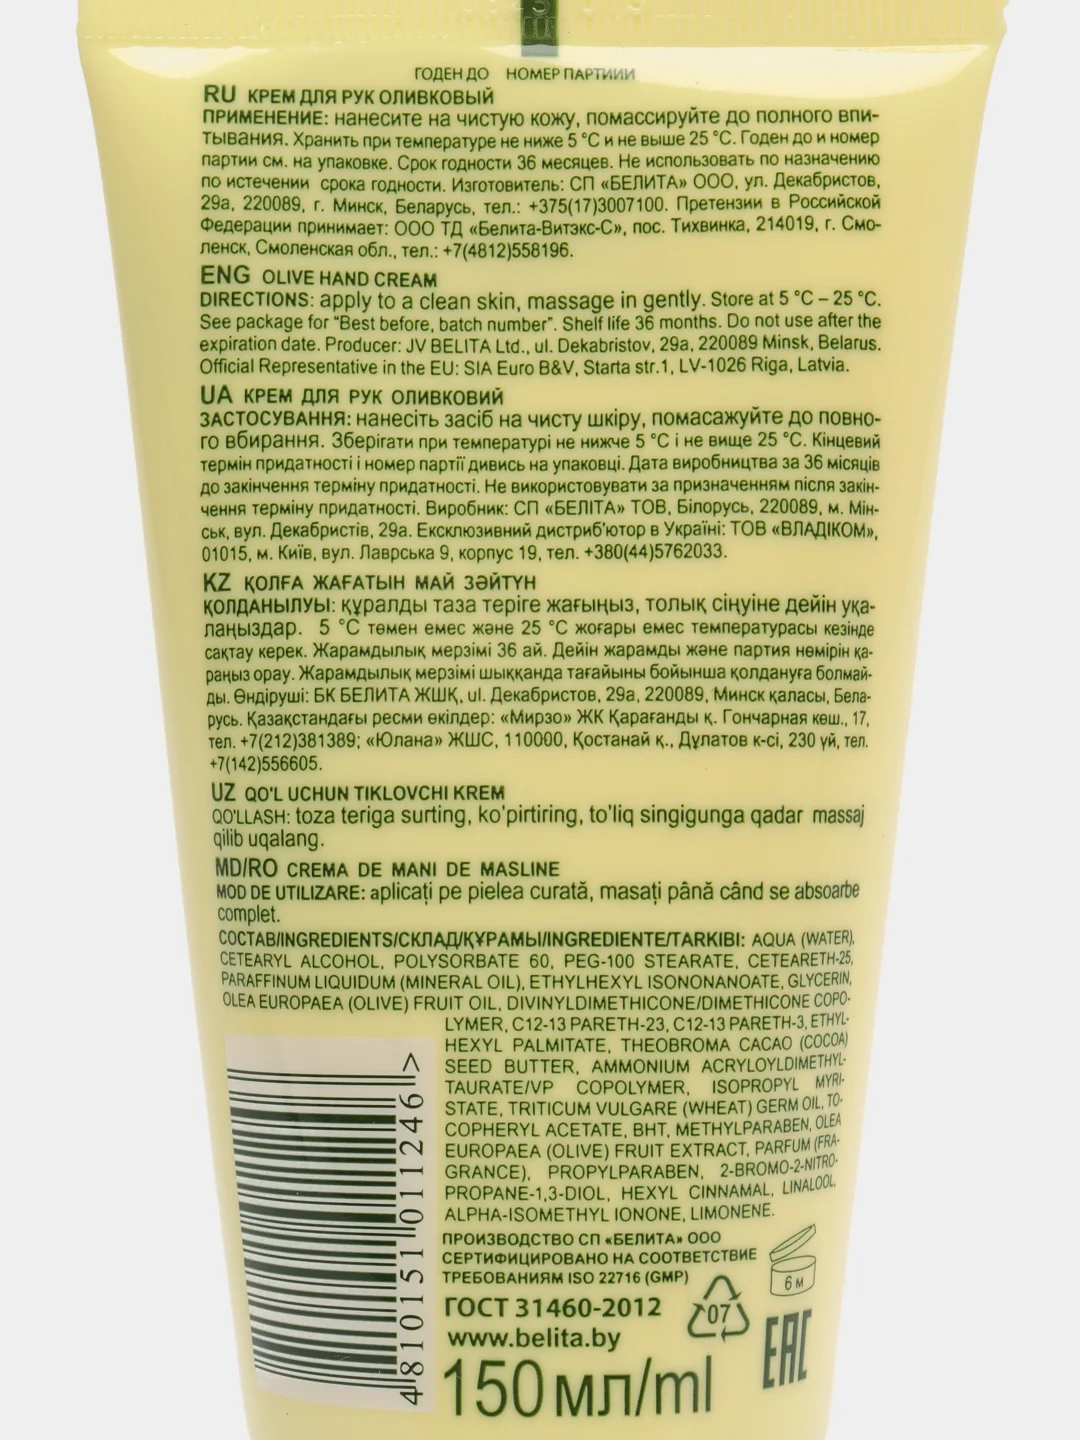 ГОДЕН ДО НОМЕР ПАРТИИИ
RU КРЕМ ДЛЯ РУК ОЛИВКОВЫЙ
ПРИМЕНЕНИЕ: нанесите на чистую кожу, помассируйте до полного впи-
тывания. Хранить при температуре не ниже 5 °С и не выше 25 °С. Годен до и номер
партии см. на упаковке. Срок годности 36 месяцев. Не использовать по назначению
по истечении срока годности. Изготовитель: СП «БЕЛИТА» ООО, ул. Декабристов,
29а, 220089, г. Минск, Беларусь, тел.: +375(17)3007100. Претензии в Российской
Федерации принимает: ООО ТД «Белита-Витэкс-С», пос. Тихвинка, 214019, г. Смо-
ленск, Смоленская обл., тел.: +7(4812)558196.
ENG OLIVE HAND CREAM
DIRECTIONS: apply to a clean skin, massage in gently. Store at 5 °C – 25 °C.
See package for “Best before, batch number”. Shelf life 36 months. Do not use after the
expiration date. Producer: JV BELITA Ltd., ul. Dekabristov, 29a, 220089 Minsk, Belarus.
Official Representative in the EU: SIA Euro B&V, Starta str.1, LV-1026 Riga, Latvia.
UA КРЕМ ДЛЯ РУК ОЛИВКОВИЙ
ЗАСТОСУВАННЯ: нанесіть засіб на чисту шкіру, помасажуйте до повно-
го вбирання. Зберігати при температурі не нижче 5 °С і не вище 25 °С. Кінцевий
термін придатності і номер партії дивись на упаковці. Дата виробництва за 36 місяців
до закінчення терміну придатності. Не використовувати за призначенням після закін-
чення терміну придатності. Виробник: СП «БЕЛІТА» ТОВ, Білорусь, 220089, м. Мін-
ськ, вул. Декабристів, 29а. Ексклюзивний дистриб'ютор в Україні: ТОВ «ВЛАДІКОМ»,
01015, м. Київ, вул. Лаврська 9, корпус 19, тел. +380(44)5762033.
KZ ҚОЛҒА ЖАҒАТЫН МАЙ ЗӘЙТҮН
ҚОЛДАНЫЛУЫ: құралды таза теріге жағыңыз, толық сіңуіне дейін уқа-
лаңыздар. 5 °С төмен емес және 25 °С жоғары емес температурасы кезінде
сақтау керек. Жарамдылық мерзімі 36 ай. Дейін жарамды және партия нөмірін қа-
раңыз орау. Жарамдылық мерзімі шыққанда тағайыны бойынша қолдануға болмай-
ды. Өндіруші: БК БЕЛИТА ЖШҚ, ul. Декабристов, 29а, 220089, Минск қаласы, Бела-
русь. Қазақстандағы ресми өкілдер: «Мирзо» ЖК Қарағанды қ. Гончарная көш., 17,
тел. +7(212)381389; «Юлана» ЖШС, 110000, Қостанай қ., Дұлатов к-сі, 230 үй, тел.
+7(142)556605.
UZ QO'L UCHUN TIKLOVCHI KREM
QO'LLASH: toza teriga surting, ko'pirtiring, to'liq singigunga qadar massaj
qilib uqalang.
MD/RO CREMA DE MANI DE MASLINE
MOD DE UTILIZARE: aplicați pe pielea curată, masați până când se absoarbe
complet.
СОСТАВ/INGREDIENTS/СКЛАД/ҚҰРАМЫ/INGREDIENTE/TARKIBI: AQUA (WATER),
CETEARYL ALCOHOL, POLYSORBATE 60, PEG-100 STEARATE, CETEARETH-25,
PARAFFINUM LIQUIDUM (MINERAL OIL), ETHYLHEXYL ISONONANOATE, GLYCERIN,
OLEA EUROPAEA (OLIVE) FRUIT OIL, DIVINYLDIMETHICONE/DIMETHICONE COPO-
LYMER, C12-13 PARETH-23, C12-13 PARETH-3, ETHYL-
HEXYL PALMITATE, THEOBROMA CACAO (COCOA)
SEED BUTTER, AMMONIUM ACRYLOYLDIMETHYL-
TAURATE/VP COPOLYMER, ISOPROPYL MYRI-
STATE, TRITICUM VULGARE (WHEAT) GERM OIL, TO-
COPHERYL ACETATE, BHT, METHYLPARABEN, OLEA
EUROPAEA (OLIVE) FRUIT EXTRACT, PARFUM (FRA-
GRANCE), PROPYLPARABEN, 2-BROMO-2-NITRO-
PROPANE-1,3-DIOL, HEXYL CINNAMAL, LINALOOL,
ALPHA-ISOMETHYL IONONE, LIMONENE.
ПРОИЗВОДСТВО СП «БЕЛИТА» ООО
СЕРТИФИЦИРОВАНО НА СООТВЕТСТВИЕ
ТРЕБОВАНИЯМ ISO 22716 (GMP)
ГОСТ 31460-2012
www.belita.by
150 мл/ml
07
6 м
EAC
4 810151 011246 >